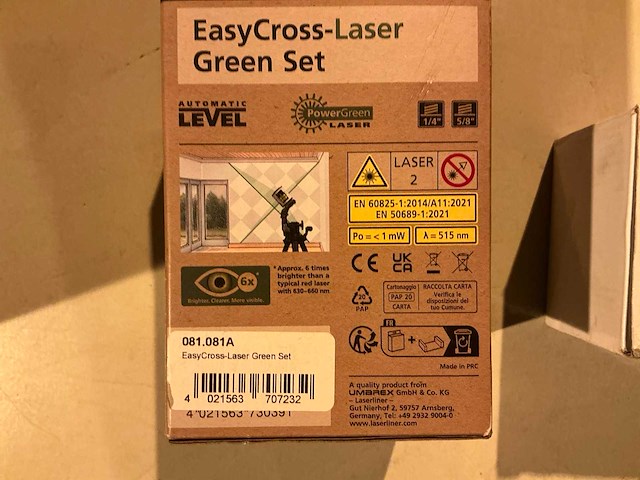 EasyCross-Laser
Green Set
AUTOMATIC
LEVEL
PowerGreen
LASER
1/4"
5/8"
LASER
2
EN 60825-1:2014/A11:2021
EN 50689-1:2021
Po = < 1 mW
λ = 515 nm
6x*
Brighter. Clearer. More visible.
*Approx. 6 times
brighter than a
typical red laser
with 630-660 nm
CE
UK
CA
20
PAP
Cartonaggio
PAP 20
CARTA
RACCOLTA CARTA
Verifica le
disposizioni del
tuo Comune.
FR
+
Made in PRC
081.081A
EasyCross-Laser Green Set
4 021563 707232
4 021563 730391
A quality product from
UMAREX GmbH & Co. KG
– Laserliner –
Gut Nierhof 2, 59757 Arnsberg,
Germany, Tel: +49 2932 9004-0
www.laserliner.com